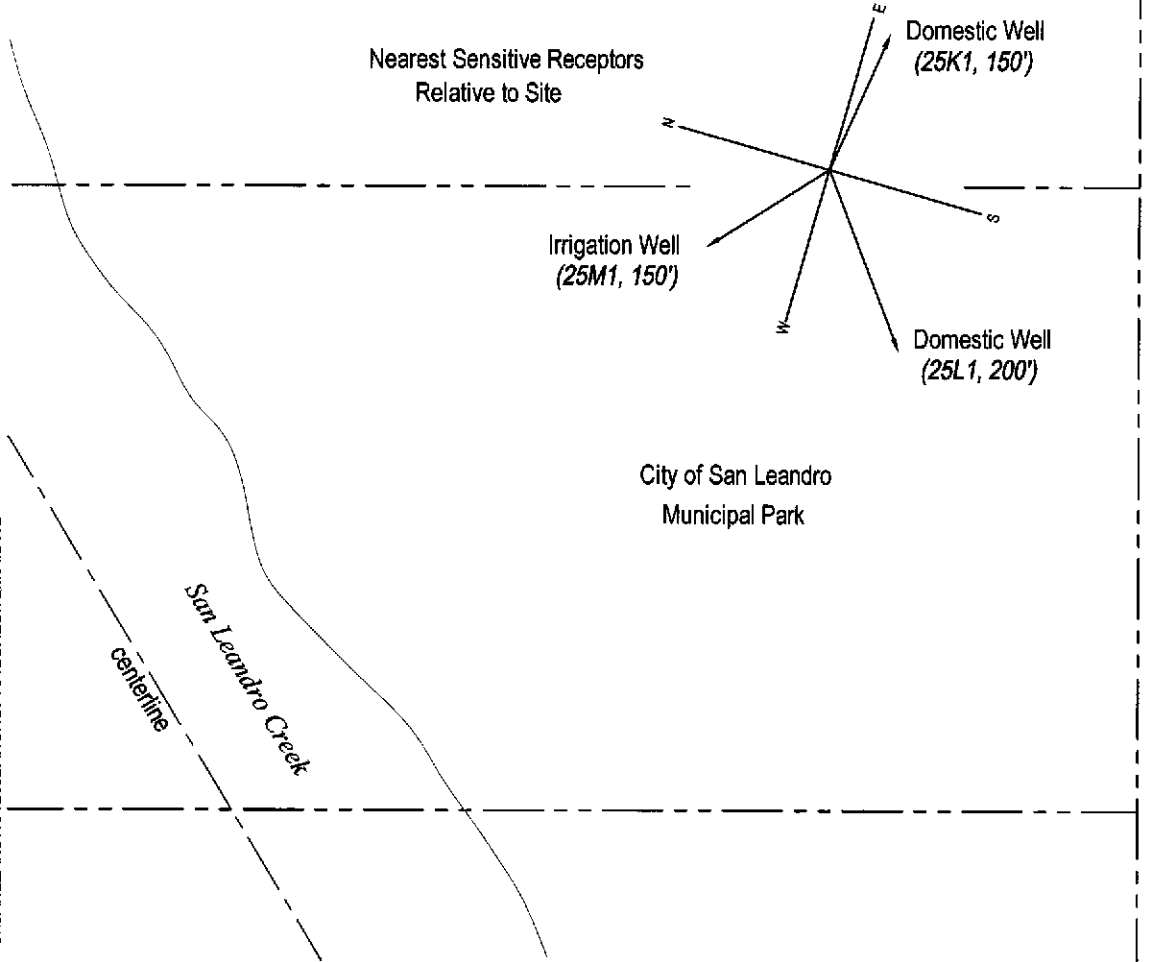 Nearest Sensitive Receptors
Relative to Site
E
Domestic Well
(25K1, 150')
N
S
Irrigation Well
(25M1, 150')
W
Domestic Well
(25L1, 200')
City of San Leandro
Municipal Park
San Leandro Creek
centerline